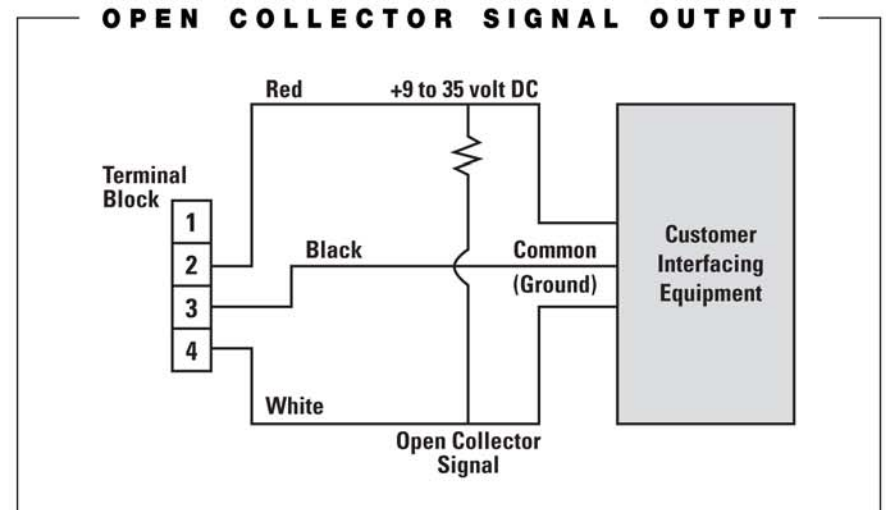 OPEN COLLECTOR SIGNAL OUTPUT
Red
+9 to 35 volt DC
Terminal
Block
1
2
3
4
Black
Common
(Ground)
Customer
Interfacing
Equipment
White
Open Collector
Signal